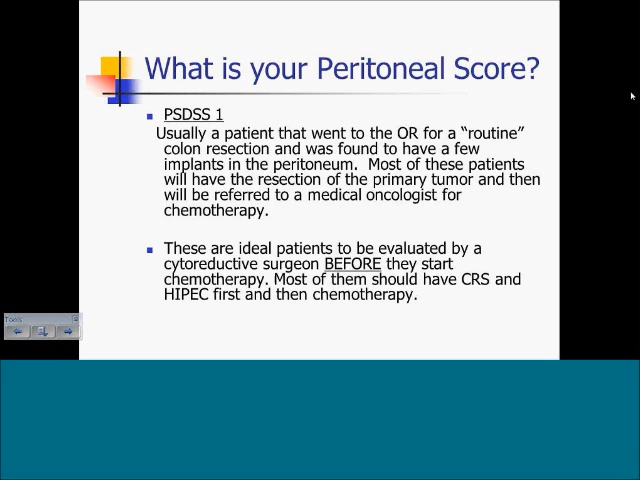 What is your Peritoneal Score?
PSDSS 1
Usually a patient that went to the OR for a “routine”
colon resection and was found to have a few
implants in the peritoneum.  Most of these patients
will have the resection of the primary tumor and then
will be referred to a medical oncologist for
chemotherapy.
These are ideal patients to be evaluated by a
cytoreductive surgeon BEFORE they start
chemotherapy. Most of them should have CRS and
HIPEC first and then chemotherapy.
Tools